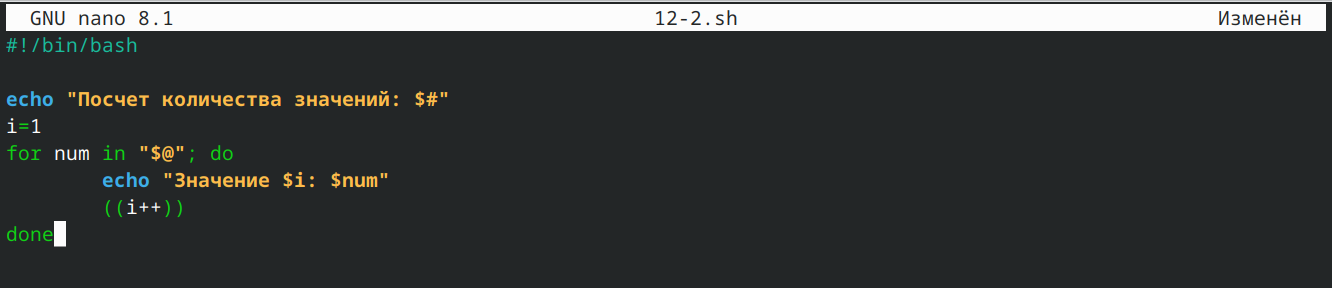 GNU nano 8.1 12-2.sh Изменён
#!/bin/bash
echo "Посчет количества значений: $#"
i=1
for num in "$@"; do
echo "Значение $i: $num"
((i++))
done